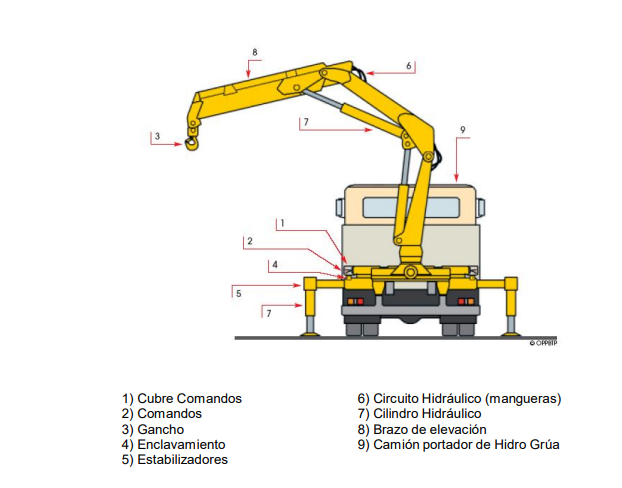 8
6
7
9
3
1
2
4
5
7
© OPPBTP
1) Cubre Comandos
2) Comandos
3) Gancho
4) Enclavamiento
5) Estabilizadores
6) Circuito Hidráulico (mangueras)
7) Cilindro Hidráulico
8) Brazo de elevación
9) Camión portador de Hidro Grúa